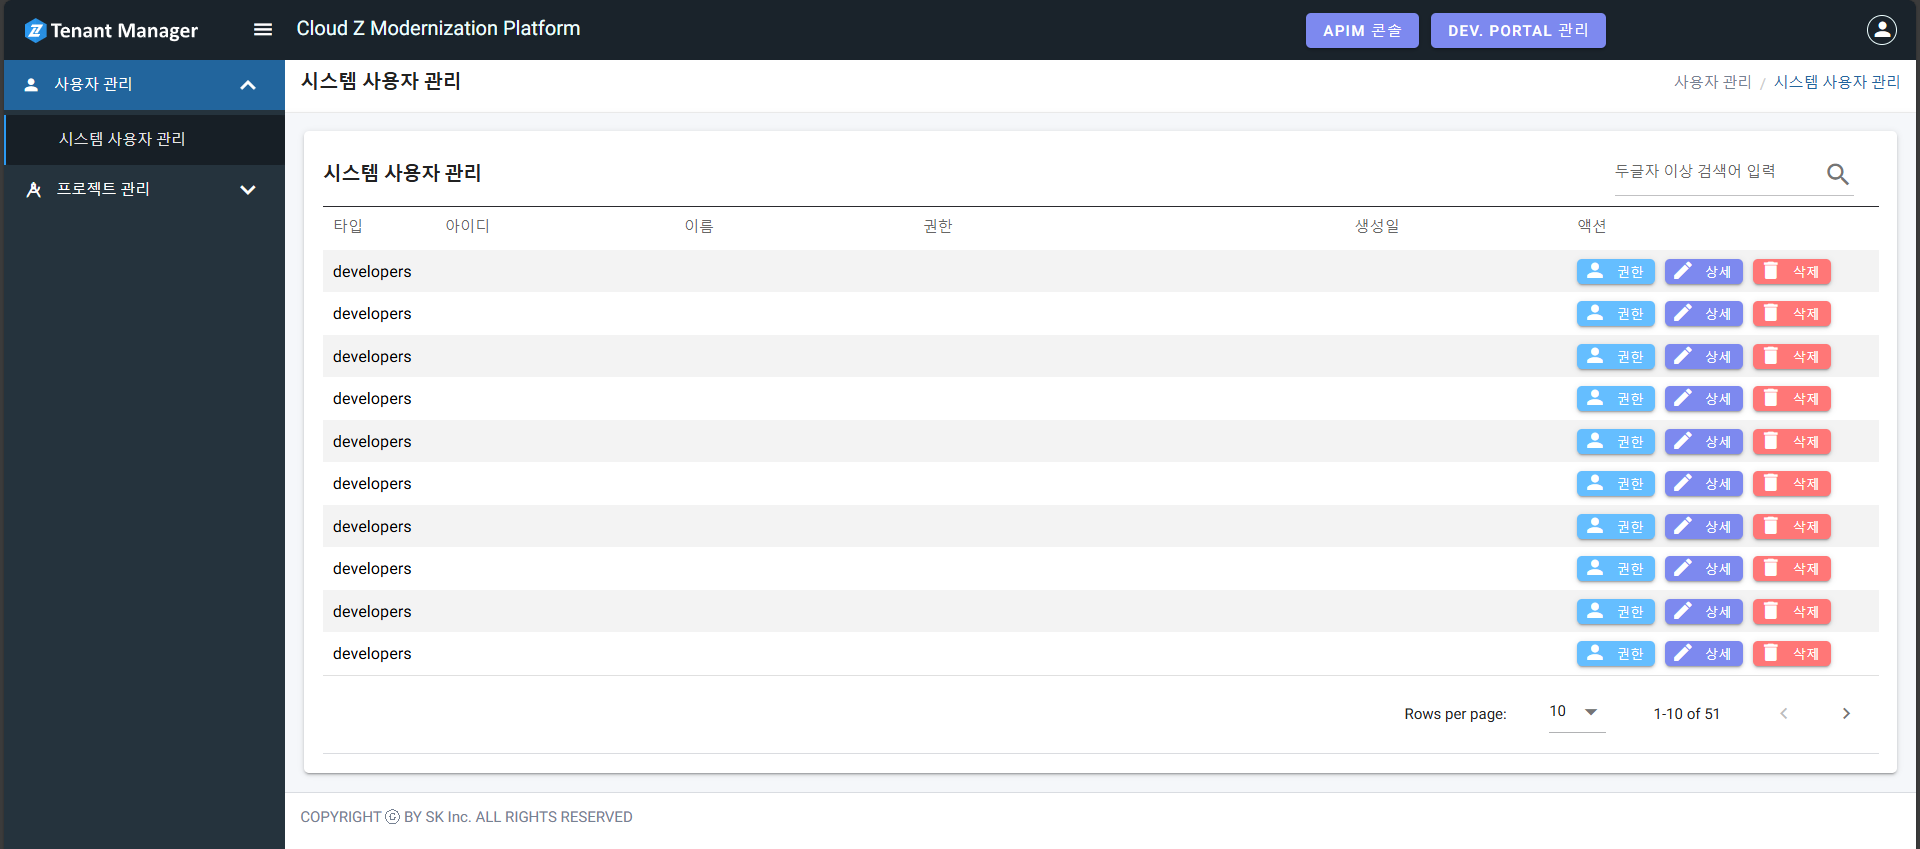 Tenant Manager
Cloud Z Modernization Platform
APIM 콘솔
DEV. PORTAL 관리
사용자 관리
시스템 사용자 관리
프로젝트 관리
시스템 사용자 관리
사용자 관리 / 시스템 사용자 관리
시스템 사용자 관리
두글자 이상 검색어 입력
타입 아이디 이름 권한 생성일 액션
developers 권한 상세 삭제
developers 권한 상세 삭제
developers 권한 상세 삭제
developers 권한 상세 삭제
developers 권한 상세 삭제
developers 권한 상세 삭제
developers 권한 상세 삭제
developers 권한 상세 삭제
developers 권한 상세 삭제
developers 권한 상세 삭제
Rows per page: 10 1-10 of 51
COPYRIGHT ⓒ BY SK Inc. ALL RIGHTS RESERVED